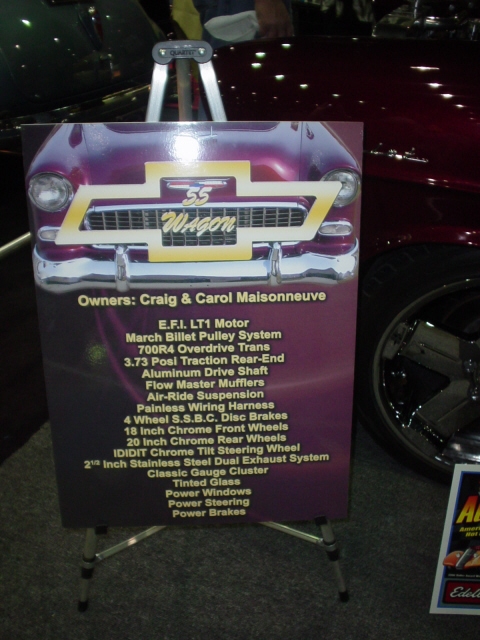 QUARTET
55
WAGON
Owners: Craig & Carol Maisonneuve
E.F.I. LT1 Motor
March Billet Pulley System
700R4 Overdrive Trans
3.73 Posi Traction Rear-End
Aluminum Drive Shaft
Flow Master Mufflers
Air-Ride Suspension
Painless Wiring Harness
4 Wheel S.S.B.C. Disc Brakes
18 Inch Chrome Front Wheels
20 Inch Chrome Rear Wheels
IDIDIT Chrome Tilt Steering Wheel
2 1/2 Inch Stainless Steel Dual Exhaust System
Classic Gauge Cluster
Tinted Glass
Power Windows
Power Steering
Power Brakes